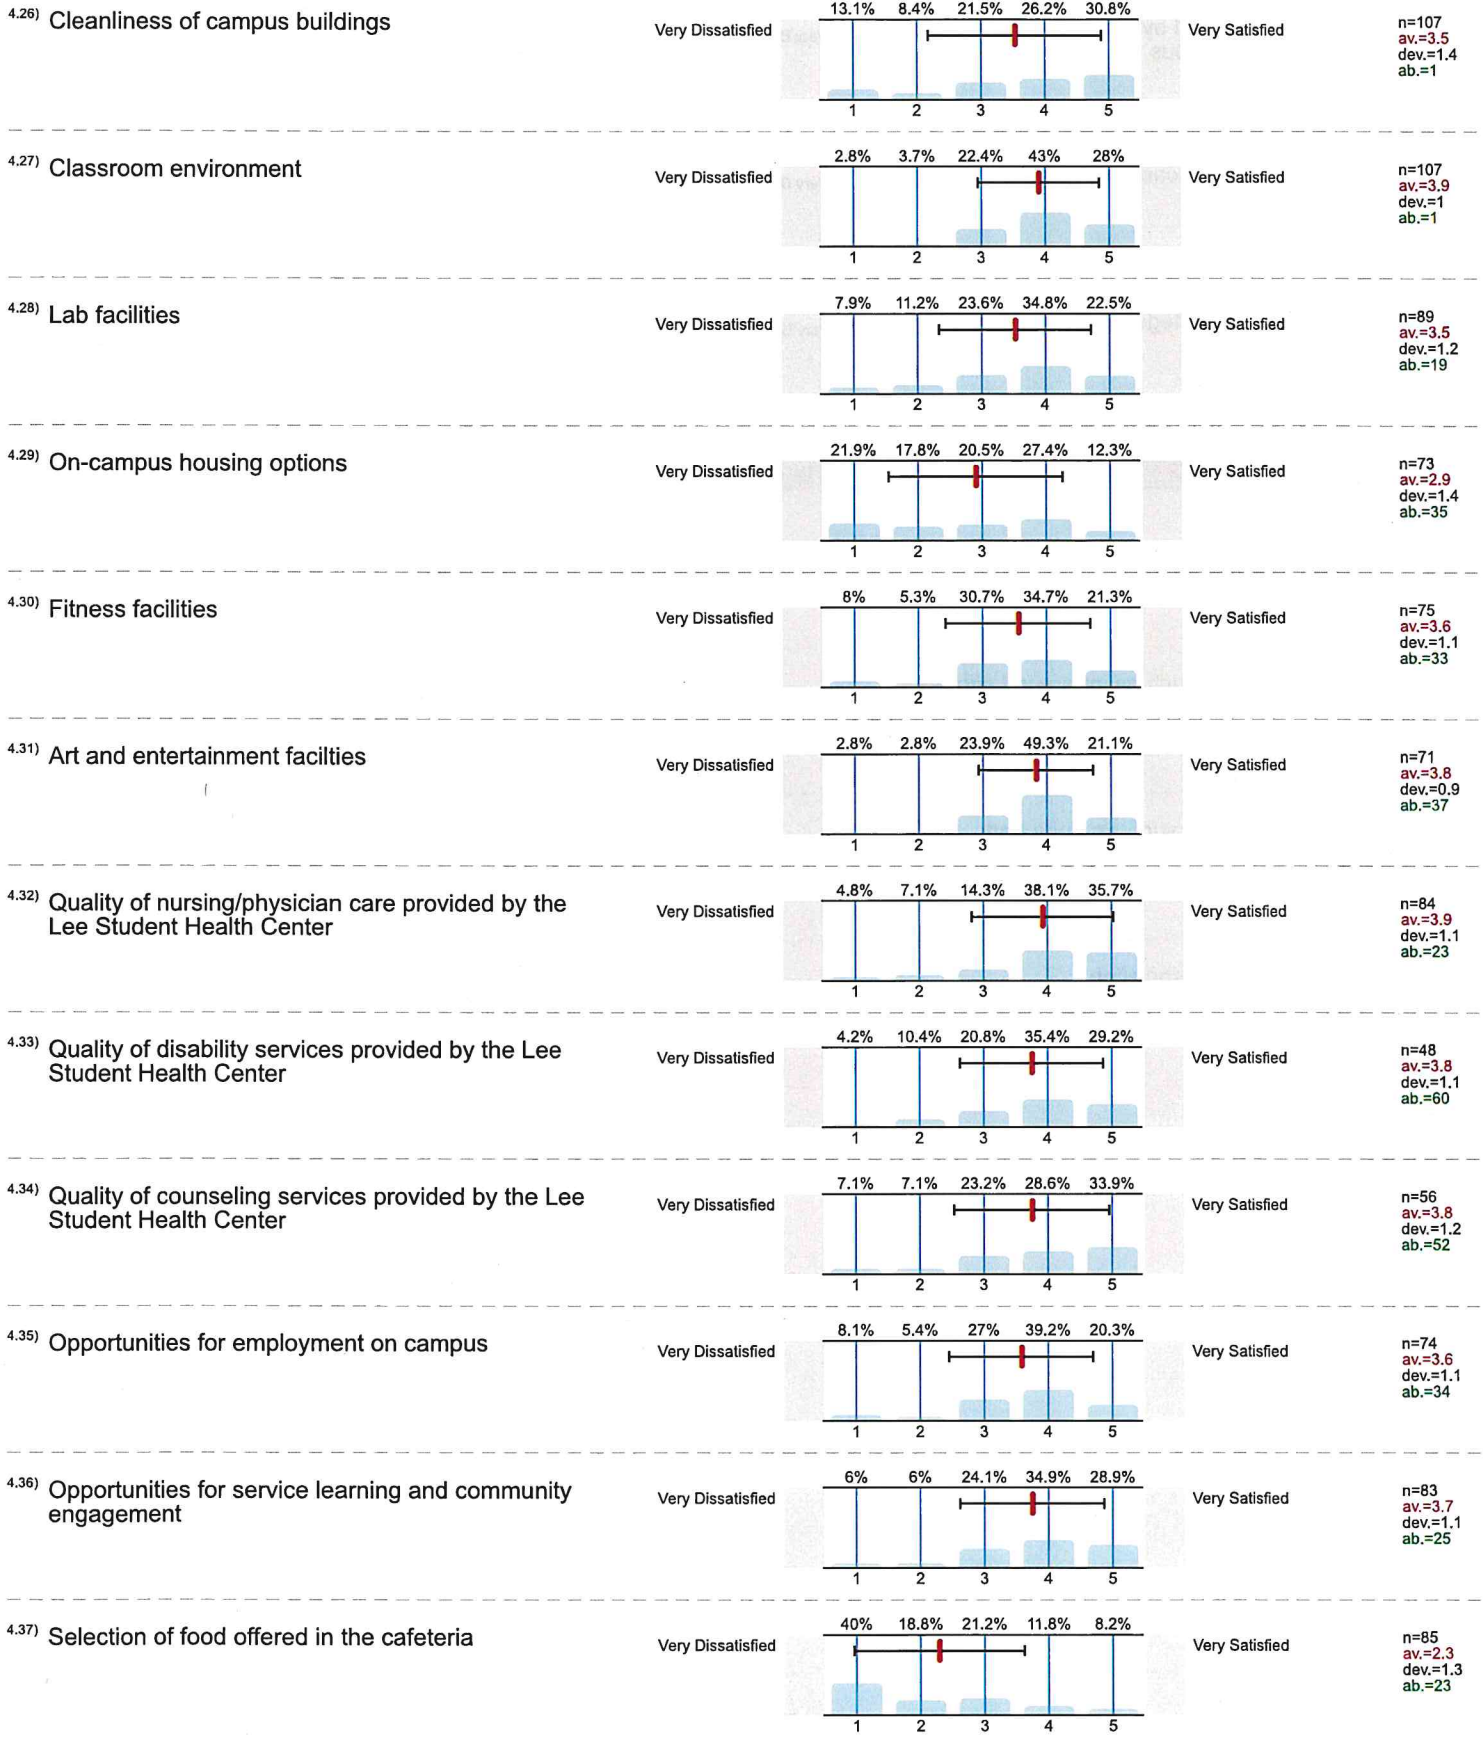 4.26) Cleanliness of campus buildings
13.1% 8.4% 21.5% 26.2% 30.8%
Very Dissatisfied
Very Satisfied
1 2 3 4 5
n=107
av.=3.5
dev.=1.4
ab.=1
4.27) Classroom environment
2.8% 3.7% 22.4% 43% 28%
Very Dissatisfied
Very Satisfied
1 2 3 4 5
n=107
av.=3.9
dev.=1
ab.=1
4.28) Lab facilities
7.9% 11.2% 23.6% 34.8% 22.5%
Very Dissatisfied
Very Satisfied
1 2 3 4 5
n=89
av.=3.5
dev.=1.2
ab.=19
4.29) On-campus housing options
21.9% 17.8% 20.5% 27.4% 12.3%
Very Dissatisfied
Very Satisfied
1 2 3 4 5
n=73
av.=2.9
dev.=1.4
ab.=35
4.30) Fitness facilities
8% 5.3% 30.7% 34.7% 21.3%
Very Dissatisfied
Very Satisfied
1 2 3 4 5
n=75
av.=3.6
dev.=1.1
ab.=33
4.31) Art and entertainment facilties
2.8% 2.8% 23.9% 49.3% 21.1%
Very Dissatisfied
Very Satisfied
1 2 3 4 5
n=71
av.=3.8
dev.=0.9
ab.=37
4.32) Quality of nursing/physician care provided by the
Lee Student Health Center
4.8% 7.1% 14.3% 38.1% 35.7%
Very Dissatisfied
Very Satisfied
1 2 3 4 5
n=84
av.=3.9
dev.=1.1
ab.=23
4.33) Quality of disability services provided by the Lee
Student Health Center
4.2% 10.4% 20.8% 35.4% 29.2%
Very Dissatisfied
Very Satisfied
1 2 3 4 5
n=48
av.=3.8
dev.=1.1
ab.=60
4.34) Quality of counseling services provided by the Lee
Student Health Center
7.1% 7.1% 23.2% 28.6% 33.9%
Very Dissatisfied
Very Satisfied
1 2 3 4 5
n=56
av.=3.8
dev.=1.2
ab.=52
4.35) Opportunities for employment on campus
8.1% 5.4% 27% 39.2% 20.3%
Very Dissatisfied
Very Satisfied
1 2 3 4 5
n=74
av.=3.6
dev.=1.1
ab.=34
4.36) Opportunities for service learning and community
engagement
6% 6% 24.1% 34.9% 28.9%
Very Dissatisfied
Very Satisfied
1 2 3 4 5
n=83
av.=3.7
dev.=1.1
ab.=25
4.37) Selection of food offered in the cafeteria
40% 18.8% 21.2% 11.8% 8.2%
Very Dissatisfied
Very Satisfied
1 2 3 4 5
n=85
av.=2.3
dev.=1.3
ab.=23